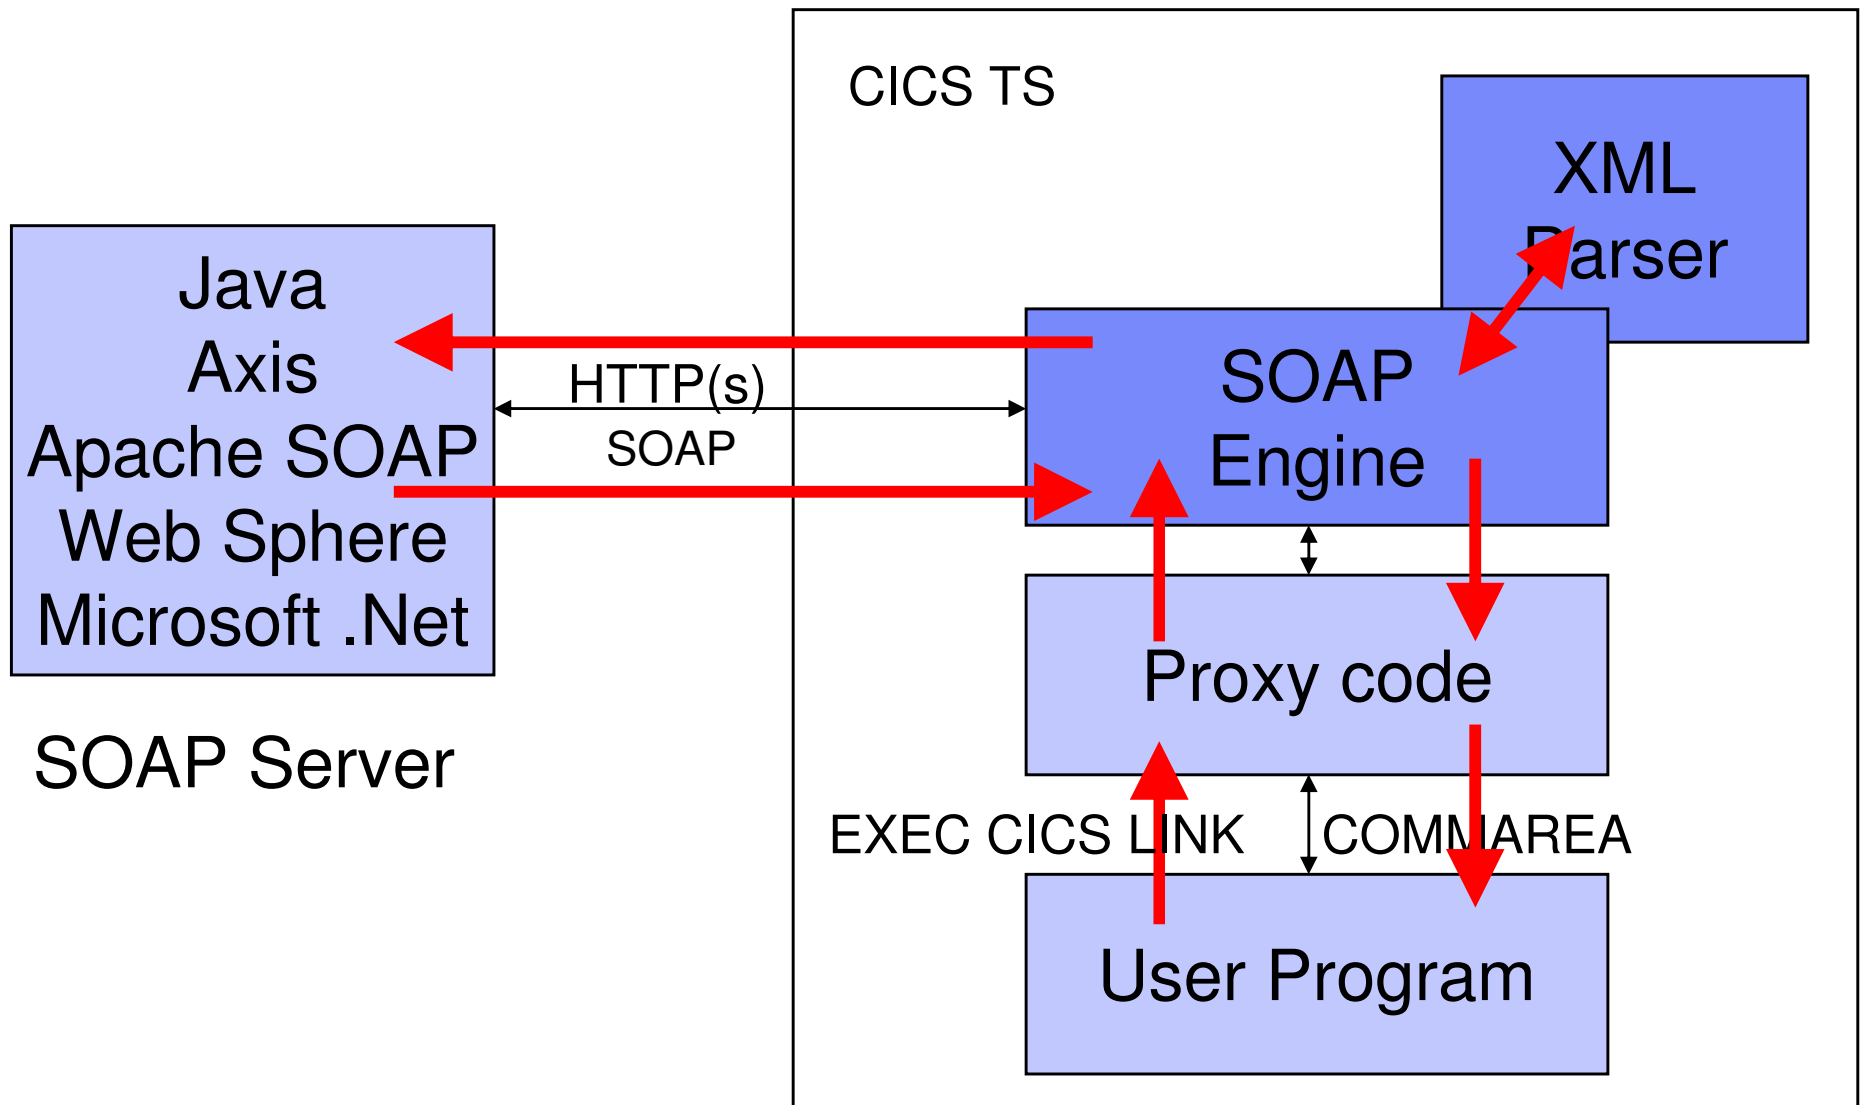 CICS TS
XML
Parser
Java
Axis
Apache SOAP
Web Sphere
Microsoft .Net
SOAP Server
HTTP(s)
SOAP
SOAP
Engine
Proxy code
EXEC CICS LINK
COMMAREA
User Program